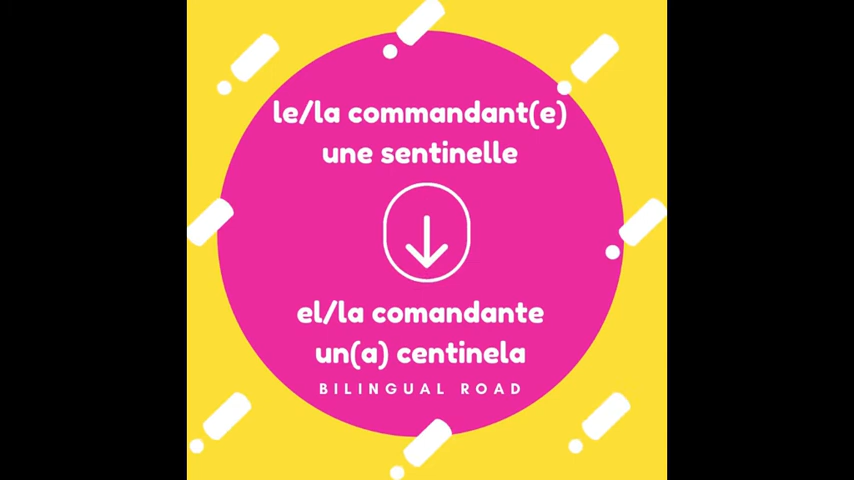 le/la commandant(e)
une sentinelle
el/la comandante
un(a) centinela
BILINGUAL ROAD